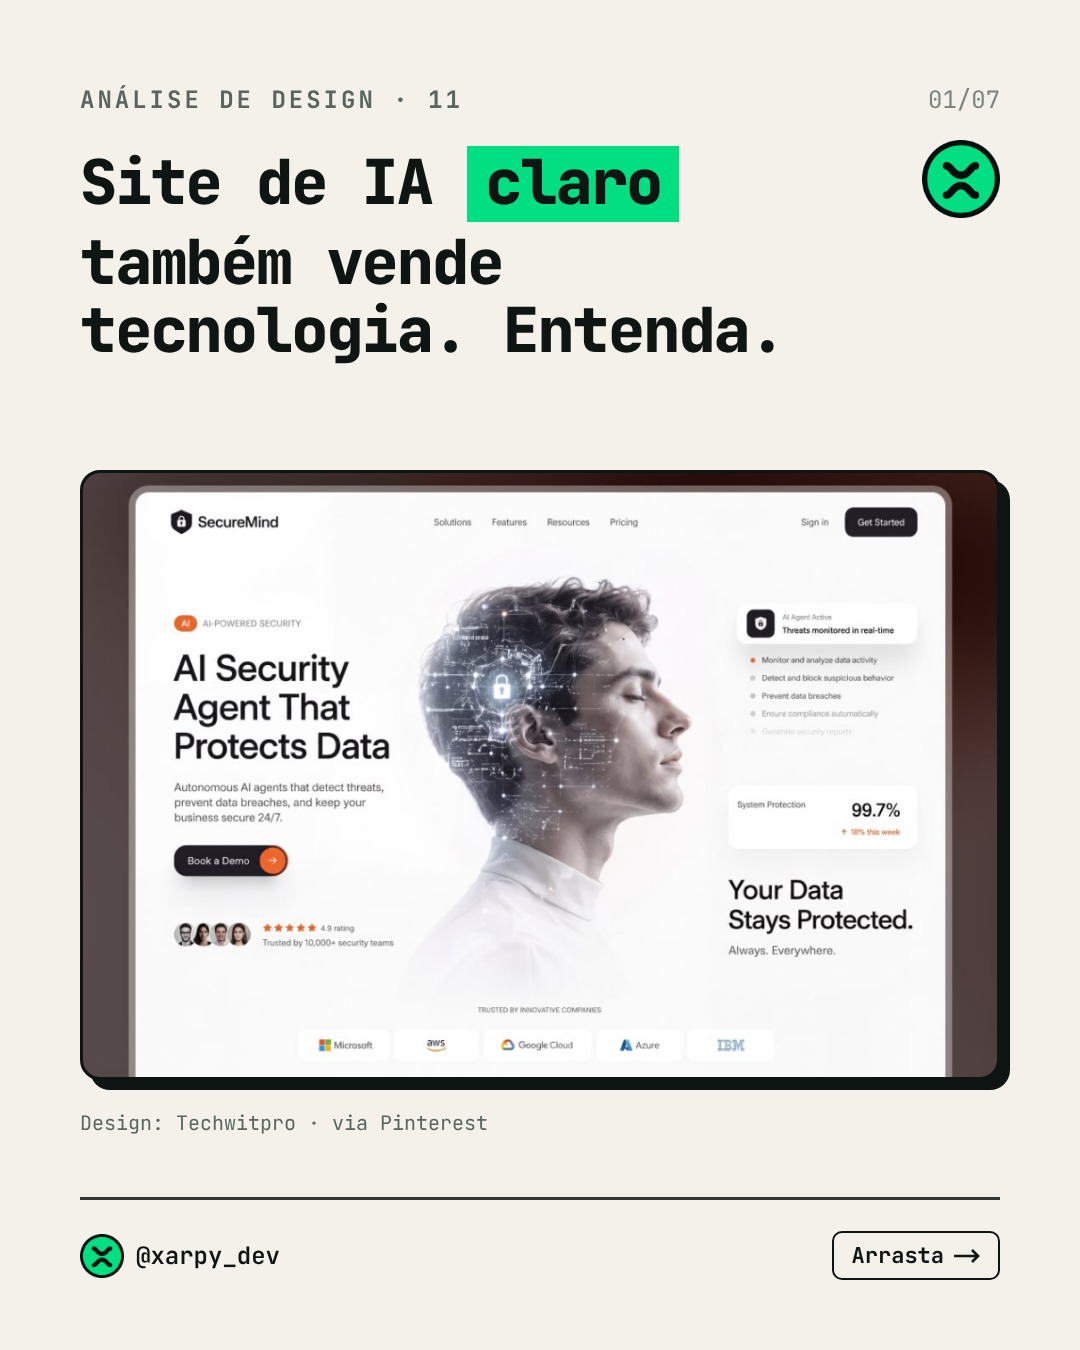 ANÁLISE DE DESIGN · 11
01/07
Site de IA claro
também vende
tecnologia. Entenda.
SecureMind
Solutions Features Resources Pricing
Sign in
Get Started
AI AI-POWERED SECURITY
AI Security
Agent That
Protects Data
Autonomous AI agents that detect threats,
prevent data breaches, and keep your
business secure 24/7.
Book a Demo →
★★★★★ 4.9 rating
Trusted by 10,000+ security teams
AI Agent Active
Threats monitored in real-time
Monitor and analyze data activity
Detect and block suspicious behavior
Prevent data breaches
Ensure compliance automatically
Generate security reports
System Protection
99.7%
↑ 18% this week
Your Data
Stays Protected.
Always. Everywhere.
TRUSTED BY INNOVATIVE COMPANIES
Microsoft aws Google Cloud Azure IBM
Design: Techwitpro · via Pinterest
@xarpy_dev
Arrasta →